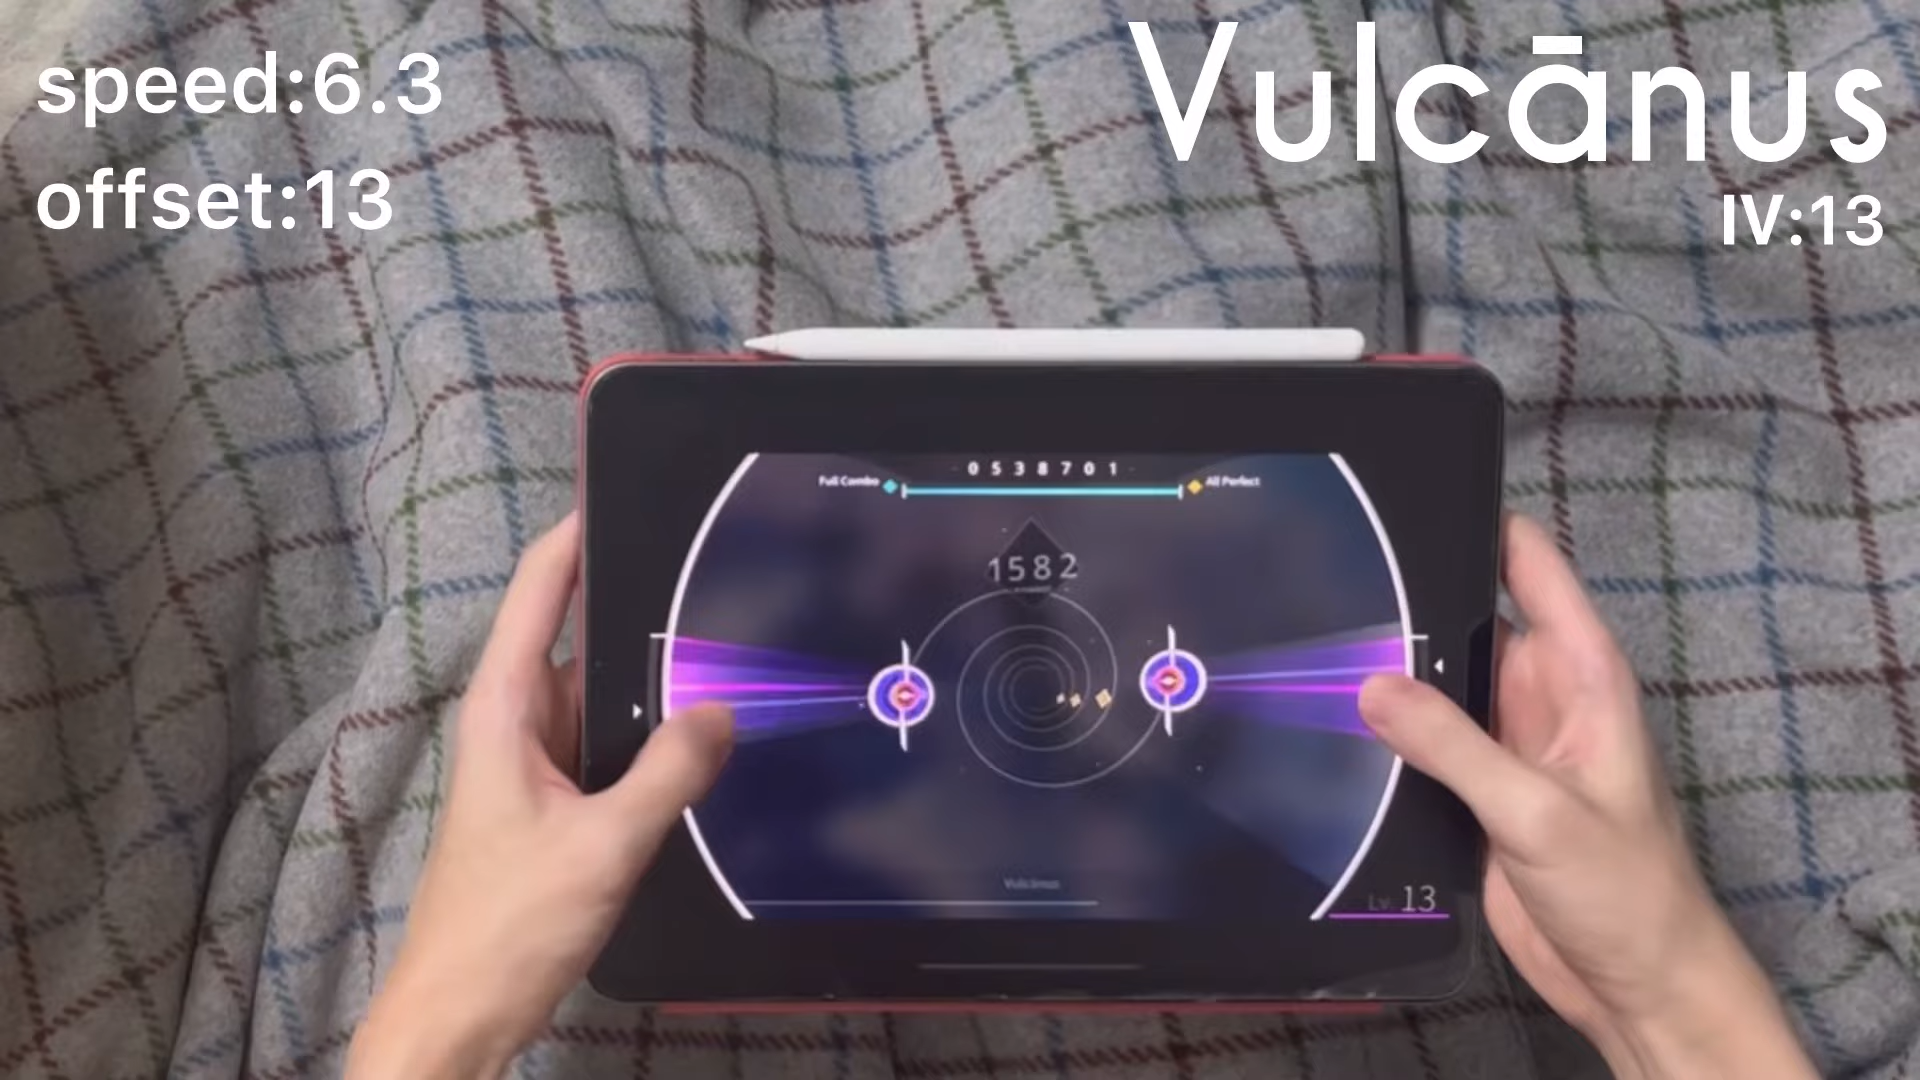 speed:6.3
offset:13
Vulcānus
IV:13
0538701
Full Combo
All Perfect
1582
Vulcānus
Lv. 13